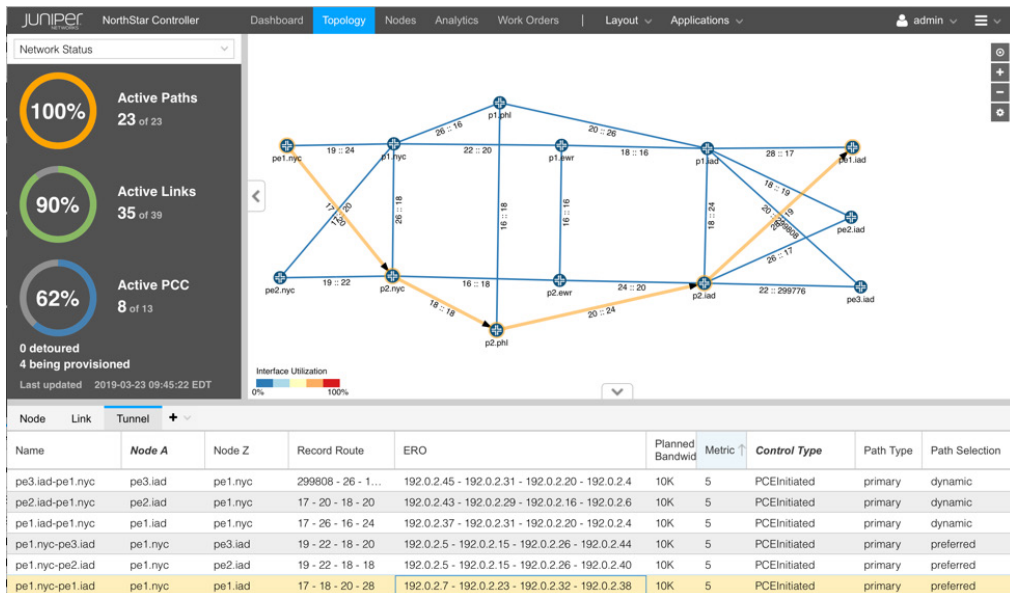 JUNIPER NETWORKS NorthStar Controller Dashboard Topology Nodes Analytics Work Orders | Layout Applications admin
Network Status
100% Active Paths
23 of 23
90% Active Links
35 of 39
62% Active PCC
8 of 13
0 detoured
4 being provisioned
Last updated 2019-03-23 09:45:22 EDT
p1.phl
26 :: 16
20 :: 26
pe1.nyc
19 :: 24
p1.nyc
22 :: 20
p1.ewr
18 :: 16
p1.iad
28 :: 17
pe1.iad
18 :: 19
26 :: 18
16 :: 18
16 :: 16
18 :: 24
20 :: 299808
pe2.iad
26 :: 17
pe2.nyc
19 :: 22
p2.nyc
16 :: 18
p2.ewr
24 :: 20
p2.iad
22 :: 299776
pe3.iad
18 :: 18
20 :: 24
p2.phl
Interface Utilization
0% 100%
Node Link Tunnel +
Name Node A Node Z Record Route ERO Planned Bandwid Metric Control Type Path Type Path Selection
pe3.iad-pe1.nyc pe3.iad pe1.nyc 299808 - 26 - 1... 192.0.2.45 - 192.0.2.31 - 192.0.2.20 - 192.0.2.4 10K 5 PCEInitiated primary dynamic
pe2.iad-pe1.nyc pe2.iad pe1.nyc 17 - 20 - 18 - 20 192.0.2.43 - 192.0.2.29 - 192.0.2.16 - 192.0.2.6 10K 5 PCEInitiated primary dynamic
pe1.iad-pe1.nyc pe1.iad pe1.nyc 17 - 26 - 16 - 24 192.0.2.37 - 192.0.2.31 - 192.0.2.20 - 192.0.2.4 10K 5 PCEInitiated primary dynamic
pe1.nyc-pe3.iad pe1.nyc pe3.iad 19 - 22 - 18 - 20 192.0.2.5 - 192.0.2.15 - 192.0.2.26 - 192.0.2.44 10K 5 PCEInitiated primary preferred
pe1.nyc-pe2.iad pe1.nyc pe2.iad 19 - 22 - 18 - 18 192.0.2.5 - 192.0.2.15 - 192.0.2.26 - 192.0.2.40 10K 5 PCEInitiated primary preferred
pe1.nyc-pe1.iad pe1.nyc pe1.iad 17 - 18 - 20 - 28 192.0.2.7 - 192.0.2.23 - 192.0.2.32 - 192.0.2.38 10K 5 PCEInitiated primary preferred